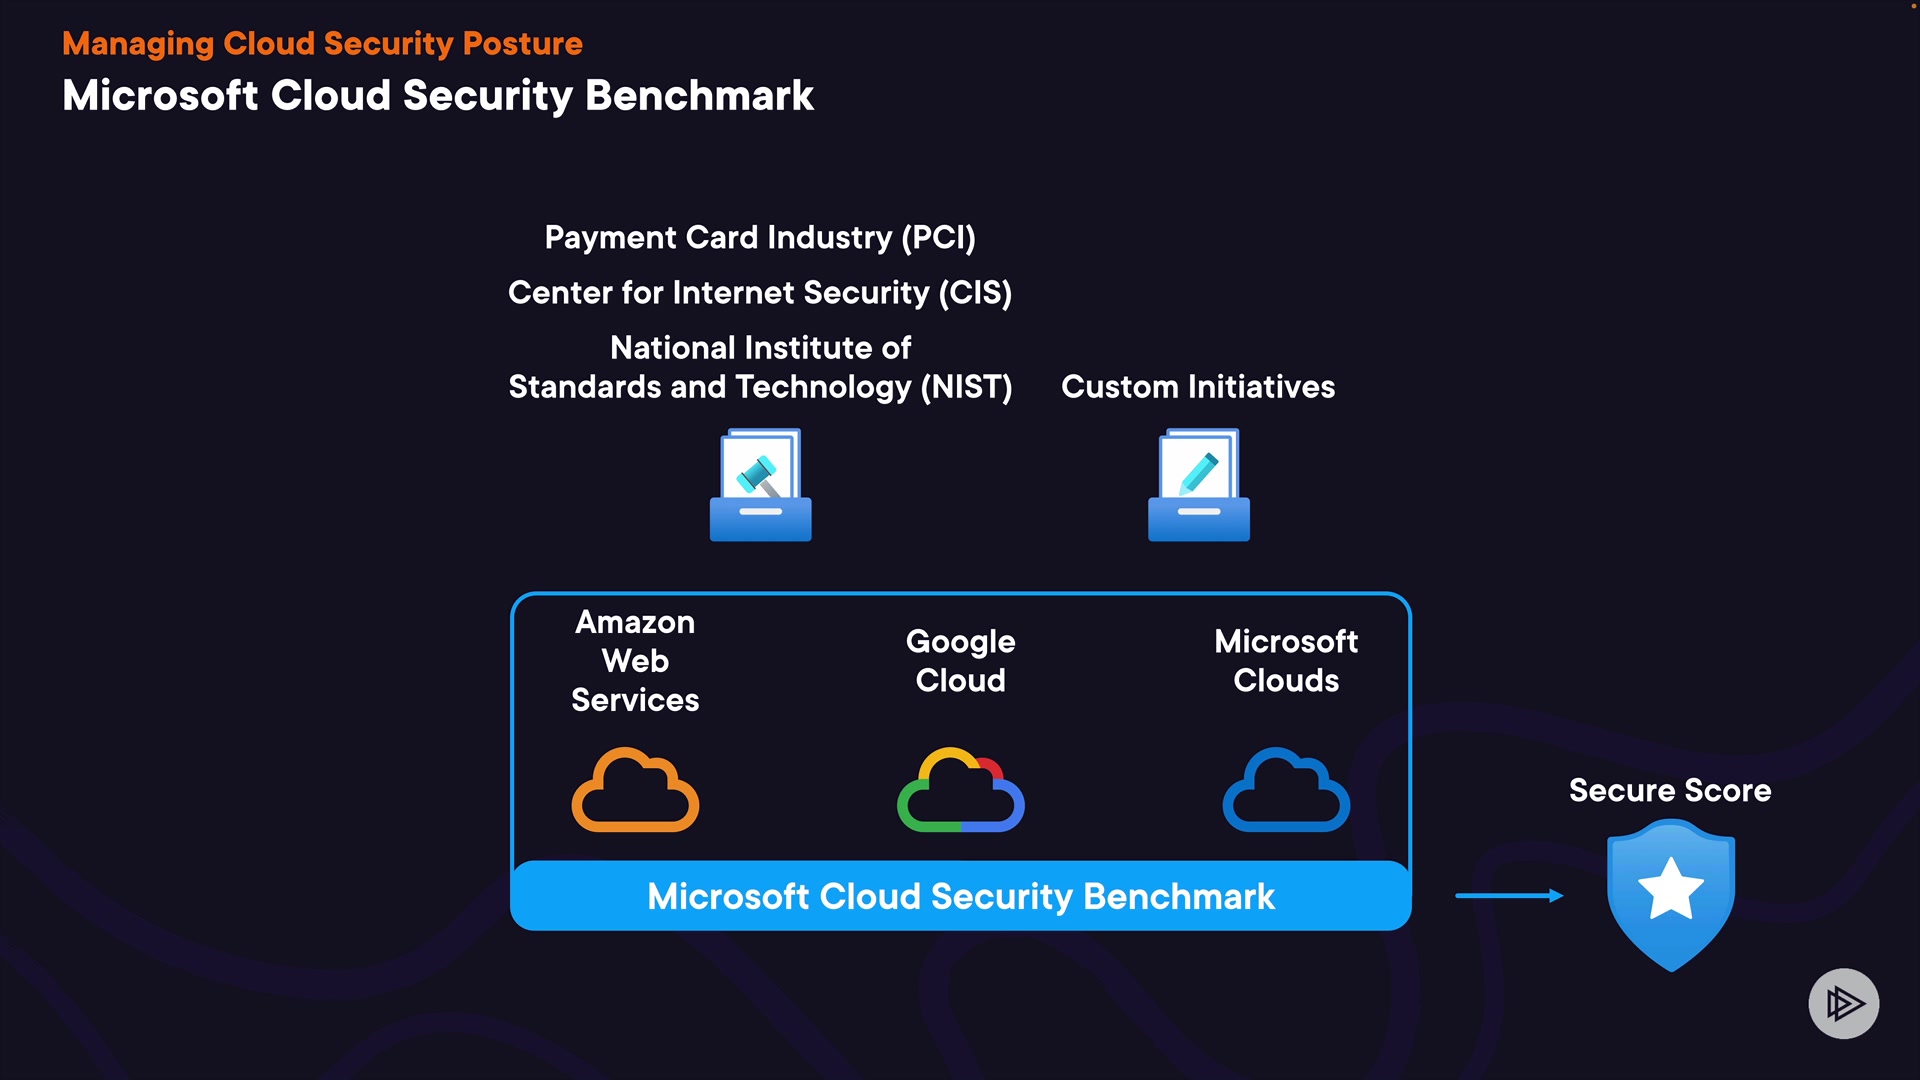 Managing Cloud Security Posture
Microsoft Cloud Security Benchmark
Payment Card Industry (PCI)
Center for Internet Security (CIS)
National Institute of
Standards and Technology (NIST)
Custom Initiatives
Amazon
Web
Services
Google
Cloud
Microsoft
Clouds
Microsoft Cloud Security Benchmark
Secure Score